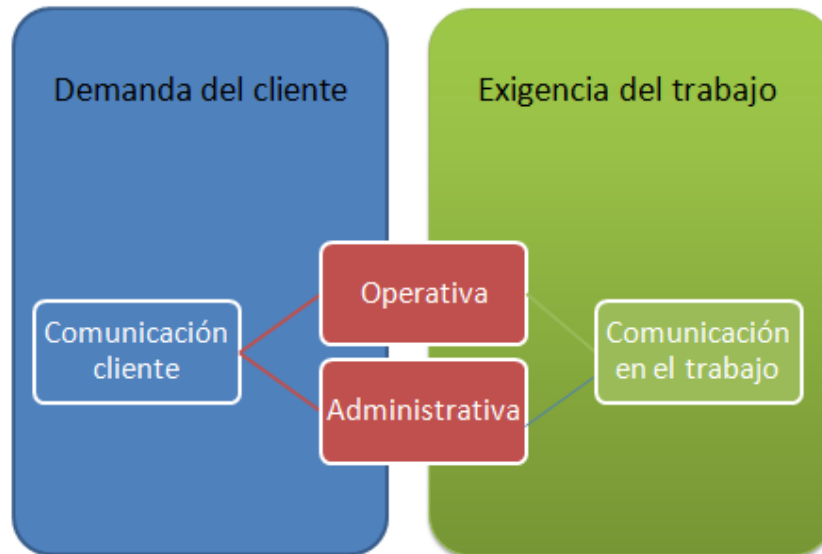 Demanda del cliente
Exigencia del trabajo
Operativa
Comunicación
cliente
Comunicación
en el trabajo
Administrativa